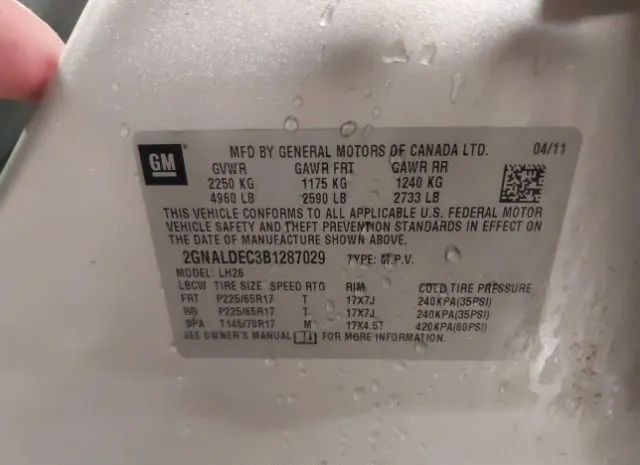 GM
MFD BY GENERAL MOTORS OF CANADA LTD. 04/11
GVWR GAWR FRT GAWR RR
2250 KG 1175 KG 1240 KG
4960 LB 2590 LB 2733 LB
THIS VEHICLE CONFORMS TO ALL APPLICABLE U.S. FEDERAL MOTOR
VEHICLE SAFETY AND THEFT PREVENTION STANDARDS IN EFFECT ON
THE DATE OF MANUFACTURE SHOWN ABOVE.
2GNALDEC3B1287029 TYPE: M.P.V.
MODEL: LH26
LBCW TIRE SIZE SPEED RTG RIM COLD TIRE PRESSURE
FRT P225/65R17 T 17X7J 240KPA(35PSI)
RR P225/65R17 T 17X7J 240KPA(35PSI)
SPA T145/70R17 M 17X4.5T 420KPA(60PSI)
SEE OWNER'S MANUAL FOR MORE INFORMATION.